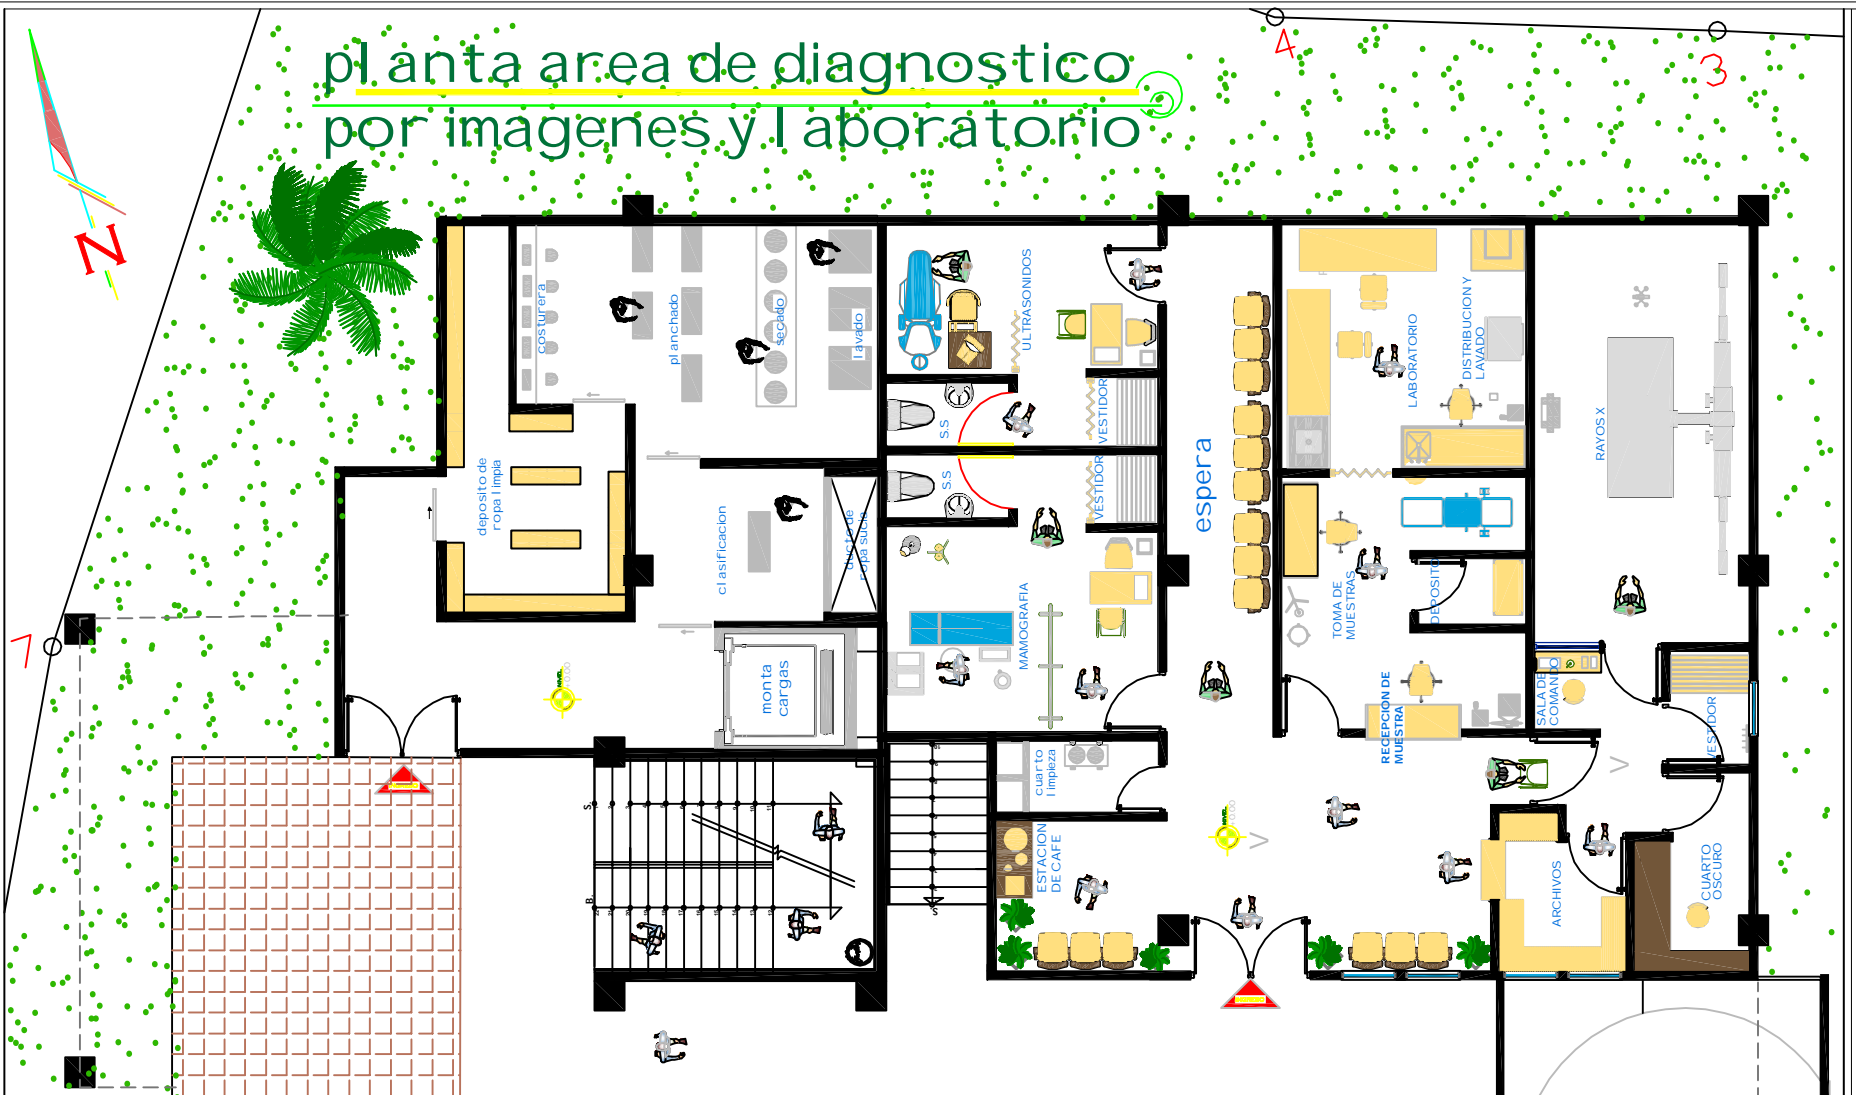 planta area de diagnostico
por imagenes y laboratorio
4
3
N
7
costurera
planchado
secado
lavado
deposito de
ropa limpia
clasificacion
ducto de
ropa sucia
monta
cargas
NIVEL
ULTRASONIDOS
S.S
VESTIDOR
S.S
VESTIDOR
MAMOGRAFIA
cuarto
limpieza
ESTACION
DE CAFE
espera
LABORATORIO
DISTRIBUCION Y
LAVADO
TOMA DE
MUESTRAS
DEPOSITO
RECEPCION DE
MUESTRA
RAYOS X
SALA DE
COMANDO
VESTIDOR
ARCHIVOS
CUARTO
OSCURO
NIVEL
S.
B.
S